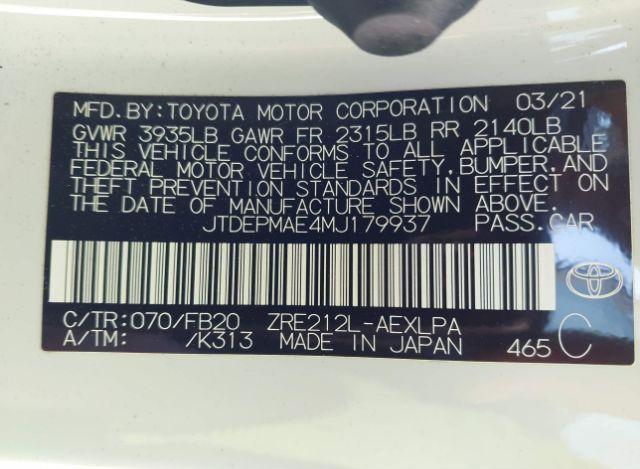 MFD.BY:TOYOTA MOTOR CORPORATION 03/21
GVWR 3935LB GAWR FR 2315LB RR 2140LB
THIS VEHICLE CONFORMS TO ALL APPLICABLE
FEDERAL MOTOR VEHICLE SAFETY,BUMPER,AND
THEFT PREVENTION STANDARDS IN EFFECT ON
THE DATE OF MANUFACTURE SHOWN ABOVE.
JTDEPMAE4MJ179937 PASS.CAR
C/TR:070/FB20 ZRE212L-AEXLPA
A/TM: /K313 MADE IN JAPAN 465 C